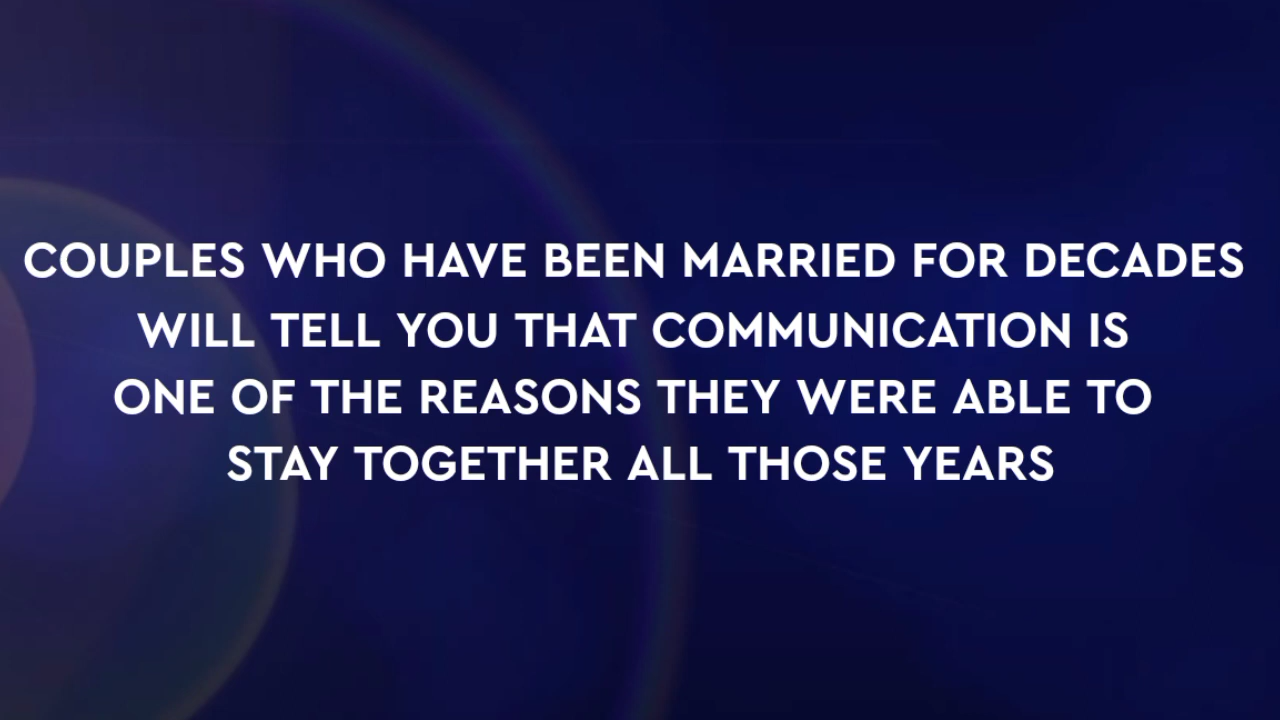 COUPLES WHO HAVE BEEN MARRIED FOR DECADES
WILL TELL YOU THAT COMMUNICATION IS
ONE OF THE REASONS THEY WERE ABLE TO
STAY TOGETHER ALL THOSE YEARS